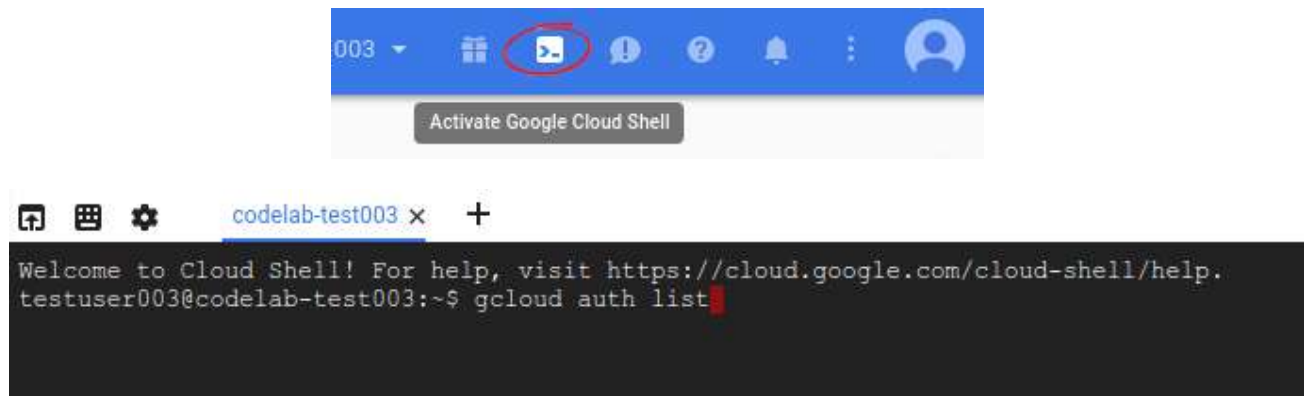 003
Activate Google Cloud Shell
codelab-test003
Welcome to Cloud Shell! For help, visit https://cloud.google.com/cloud-shell/help.
testuser003@codelab-test003:~$ gcloud auth list